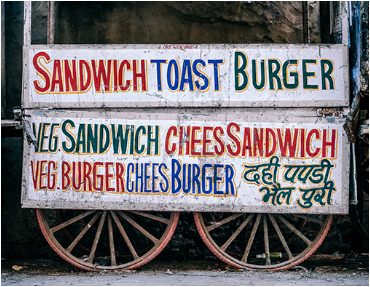 SANDWICH TOAST BURGER
VEG. SANDWICH CHEES SANDWICH
VEG. BURGER CHEES BURGER दही पपडी
भैल पुरी